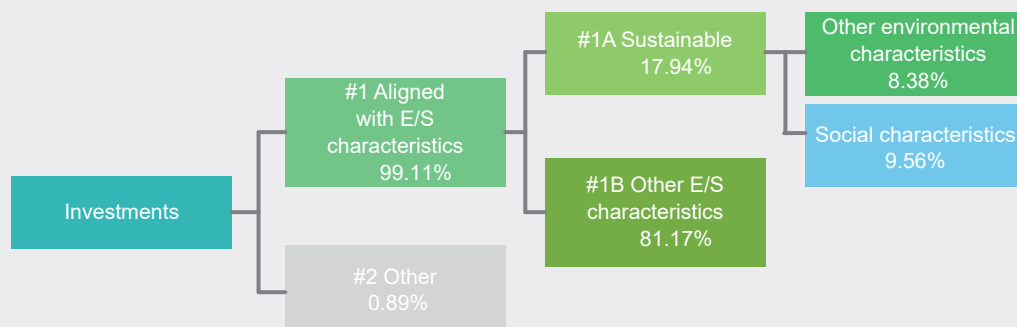 Investments
#1 Aligned
with E/S
characteristics
99.11%
#2 Other
0.89%
#1A Sustainable
17.94%
#1B Other E/S
characteristics
81.17%
Other environmental
characteristics
8.38%
Social characteristics
9.56%